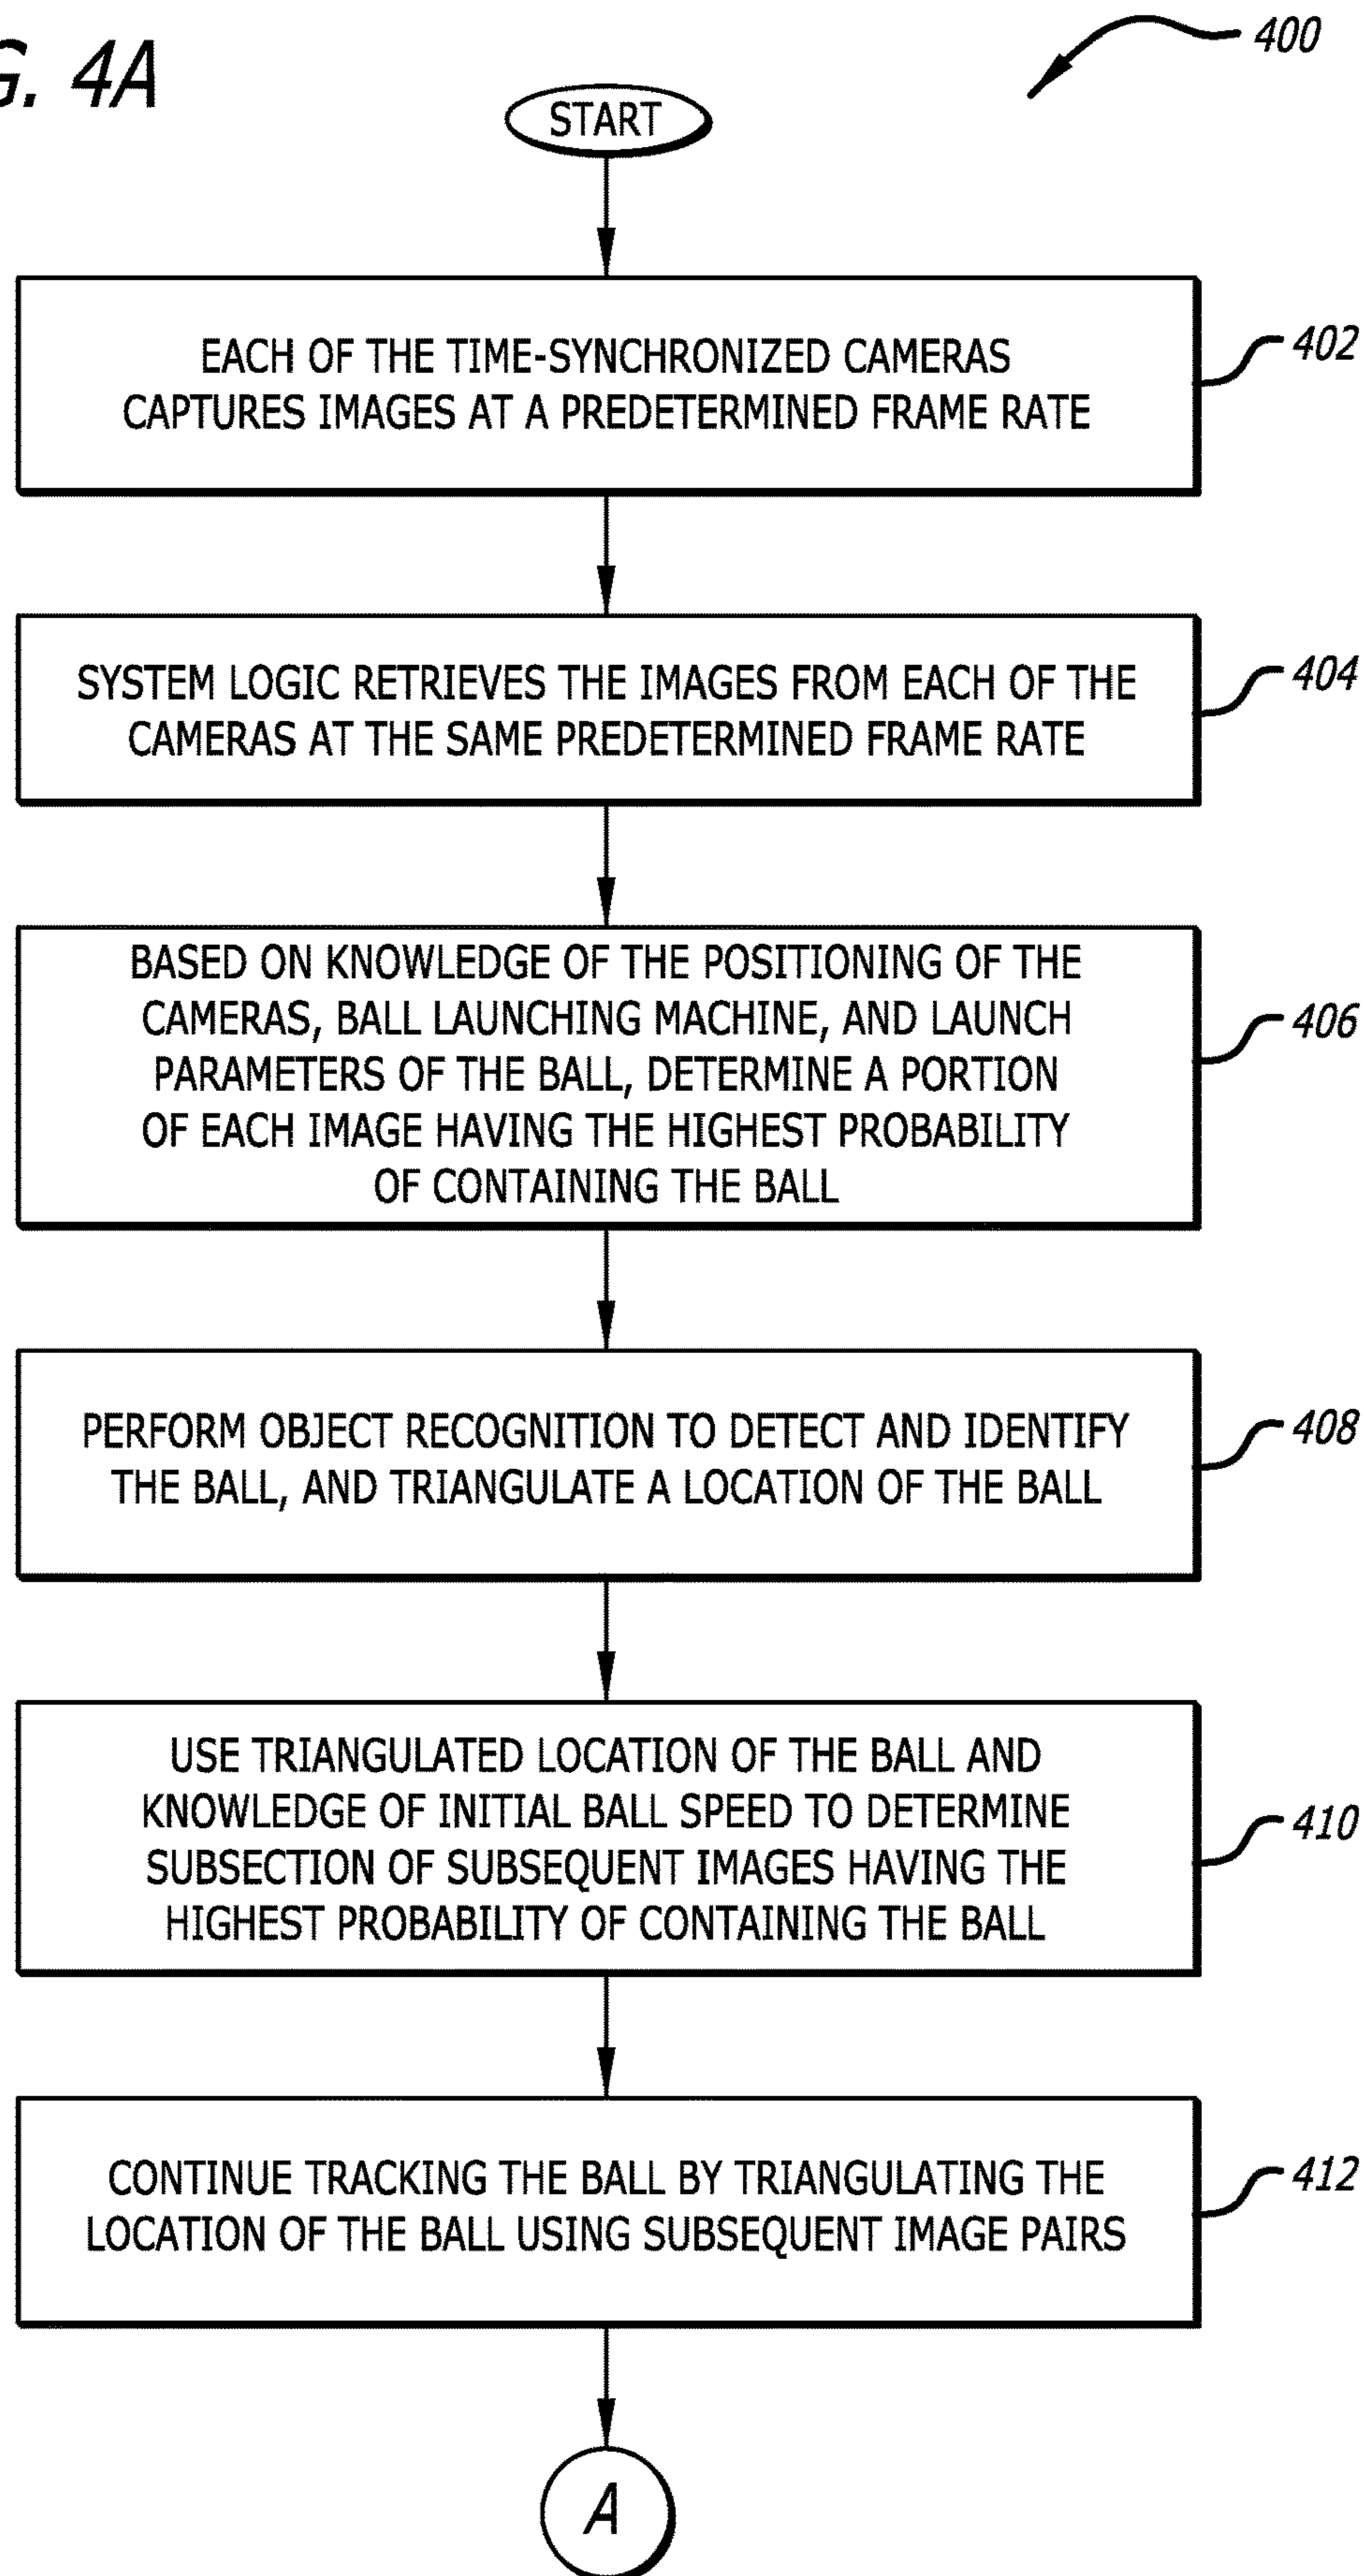 G. 4A
400
START
EACH OF THE TIME-SYNCHRONIZED CAMERAS
CAPTURES IMAGES AT A PREDETERMINED FRAME RATE
402
SYSTEM LOGIC RETRIEVES THE IMAGES FROM EACH OF THE
CAMERAS AT THE SAME PREDETERMINED FRAME RATE
404
BASED ON KNOWLEDGE OF THE POSITIONING OF THE
CAMERAS, BALL LAUNCHING MACHINE, AND LAUNCH
PARAMETERS OF THE BALL, DETERMINE A PORTION
OF EACH IMAGE HAVING THE HIGHEST PROBABILITY
OF CONTAINING THE BALL
406
PERFORM OBJECT RECOGNITION TO DETECT AND IDENTIFY
THE BALL, AND TRIANGULATE A LOCATION OF THE BALL
408
USE TRIANGULATED LOCATION OF THE BALL AND
KNOWLEDGE OF INITIAL BALL SPEED TO DETERMINE
SUBSECTION OF SUBSEQUENT IMAGES HAVING THE
HIGHEST PROBABILITY OF CONTAINING THE BALL
410
CONTINUE TRACKING THE BALL BY TRIANGULATING THE
LOCATION OF THE BALL USING SUBSEQUENT IMAGE PAIRS
412
A